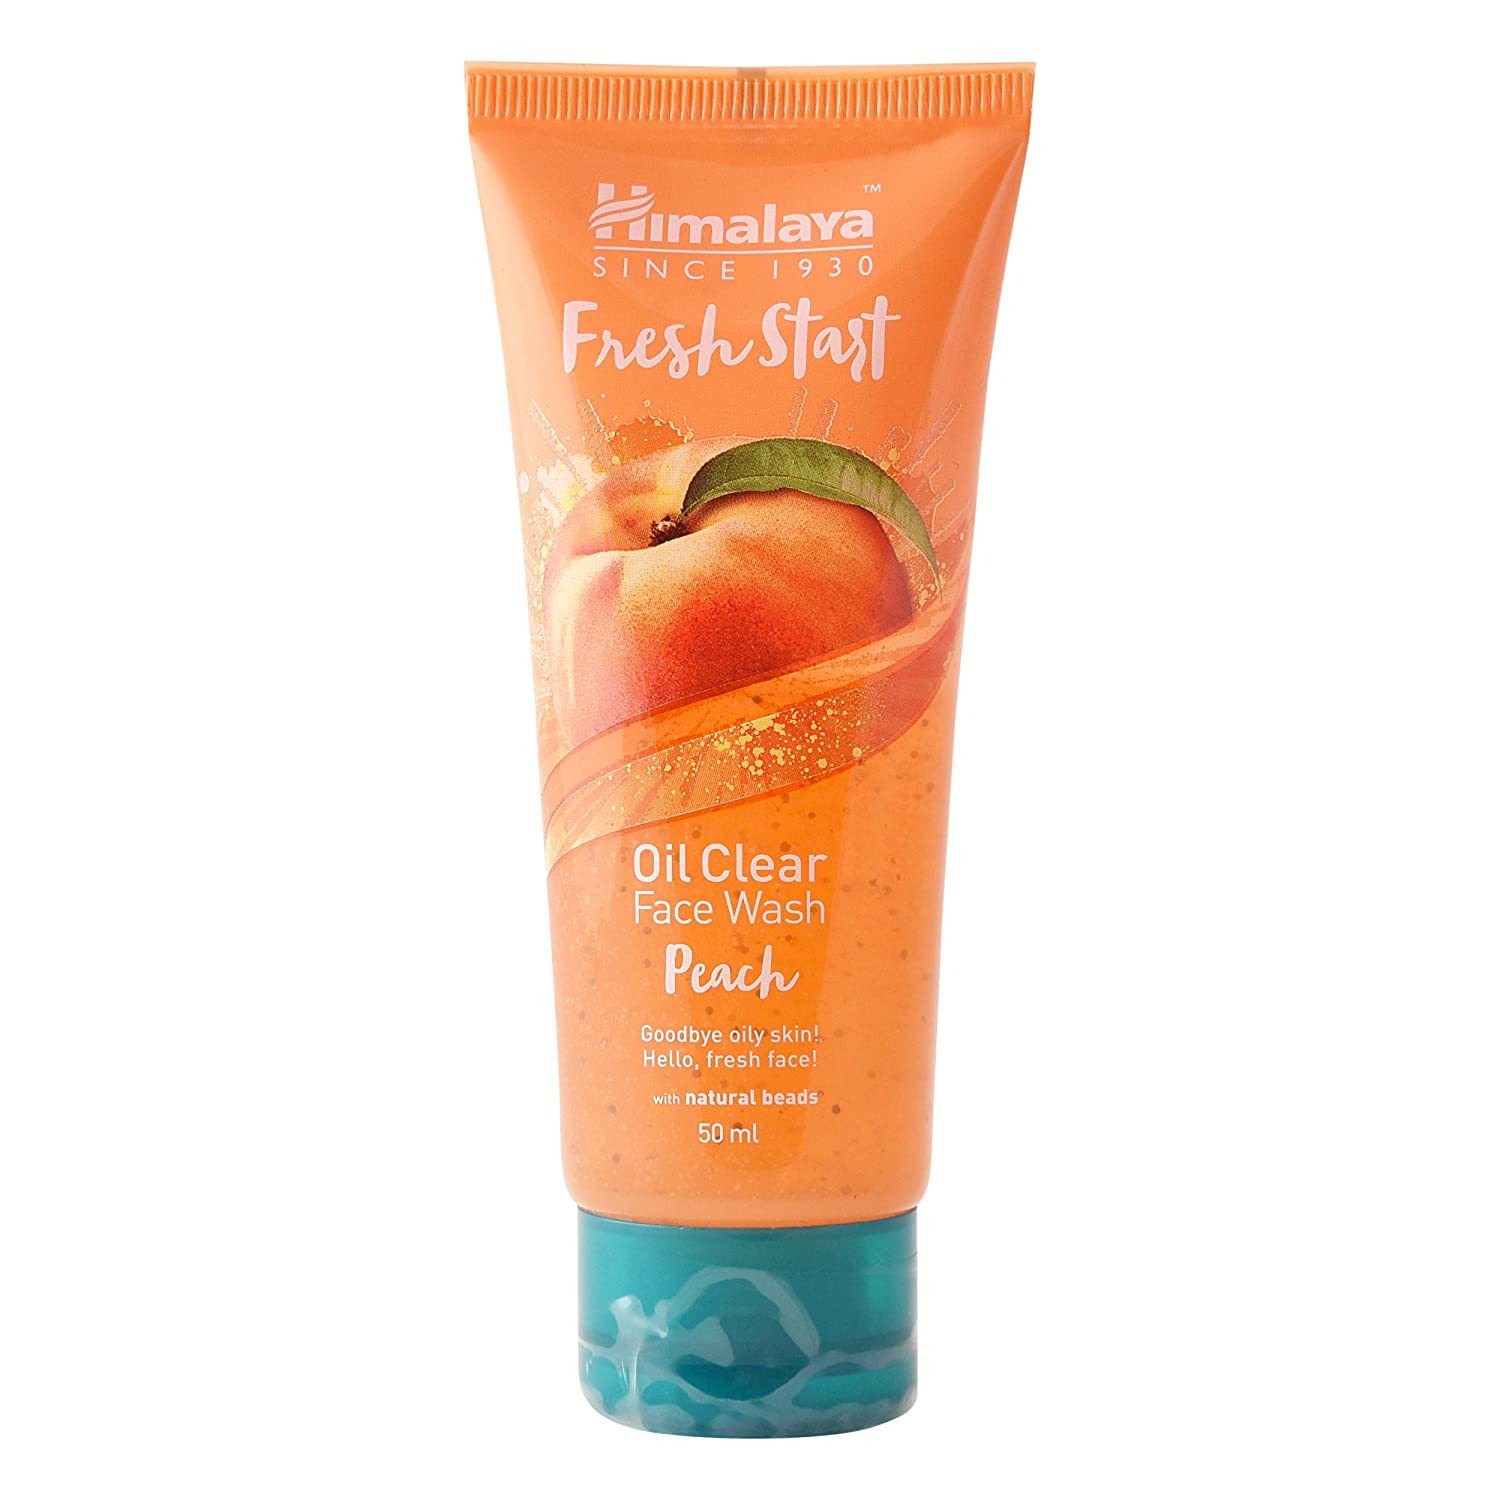 Himalaya™
SINCE 1930
Fresh Start
Oil Clear
Face Wash
Peach
Goodbye oily skin!
Hello, fresh face!
with natural beads
50 ml